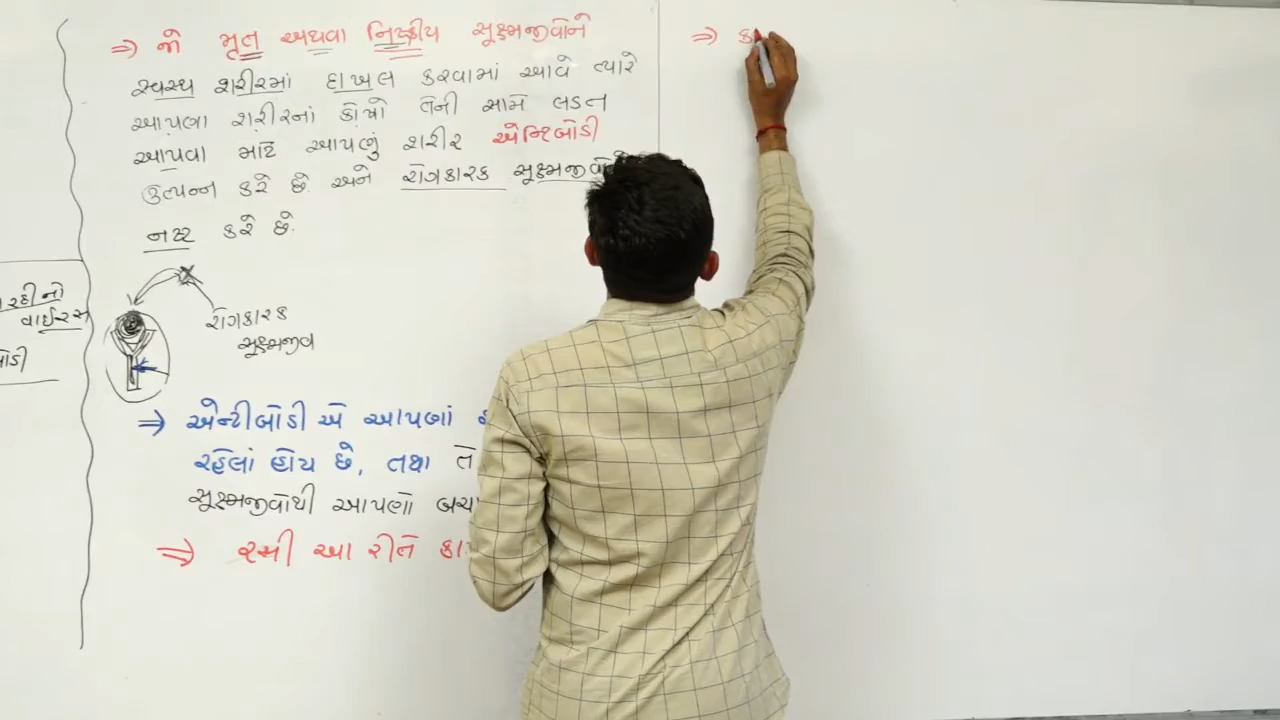 ⇒ જો મૃત અથવા નિષ્ક્રીય સૂક્ષ્મજીવોને
સ્વસ્થ શરીરમાં દાખલ કરવામાં આવે ત્યારે
આપણા શરીરનાં કોષો તેની સામે લડત
આપવા માટે આપણું શરીર એન્ટિબોડી
ઉત્પન્ન કરે છે. અને રોગકારક સૂક્ષ્મજીવોને
નષ્ટ કરે છે.
રોગકારક
સૂક્ષ્મજીવ
⇒ એન્ટીબોડી એ આપણાં
રહેલાં હોય છે, તથા તે
સૂક્ષ્મજીવોથી આપણો
⇒ રસી આ રીતે
વાઈરસ
⇒